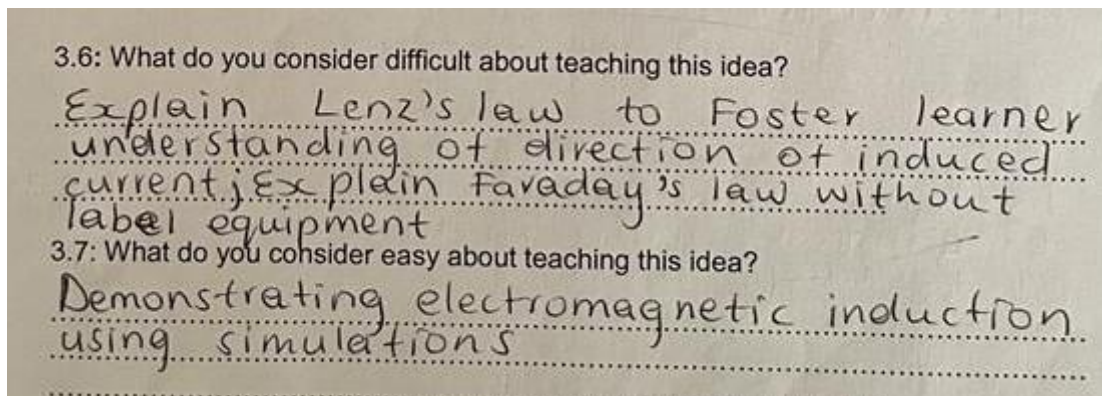 3.6: What do you consider difficult about teaching this idea?
Explain Lenz's law to Foster learner
understanding of direction of induced
current; Explain Faraday's law without
label equipment
3.7: What do you consider easy about teaching this idea?
Demonstrating electromagnetic induction
using simulations